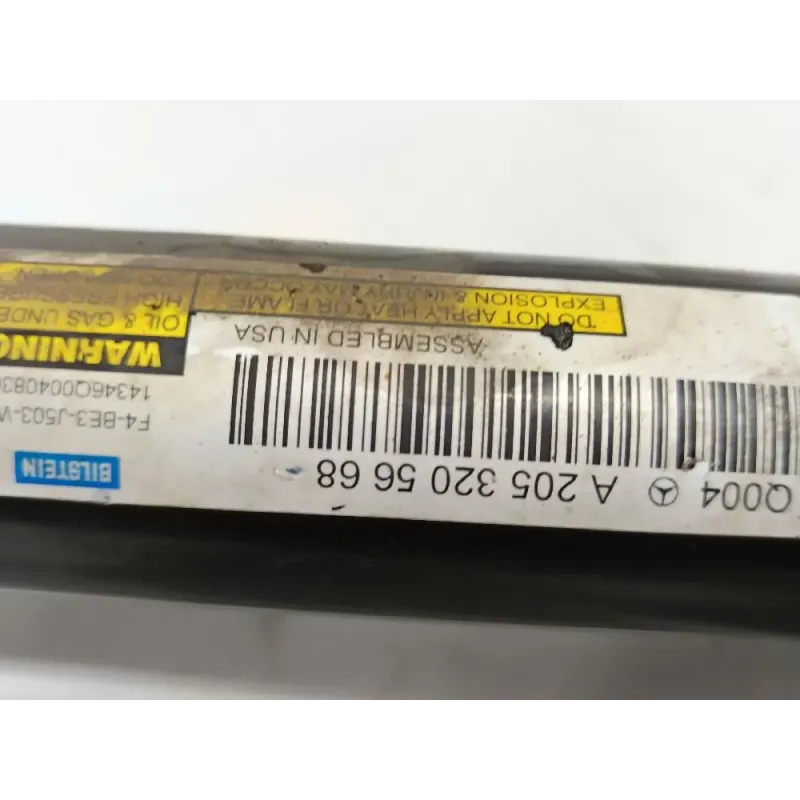 Q004 A 205 320 56 68
BILSTEIN
F4-BE3-J503-
14346Q004083
ASSEMBLED IN USA
WARNING
DO NOT APPLY HEAT OR FLAME
EXPLOSION & INJURY MAY OCCUR
OIL & GAS UNDE
HIGH PRESSURE